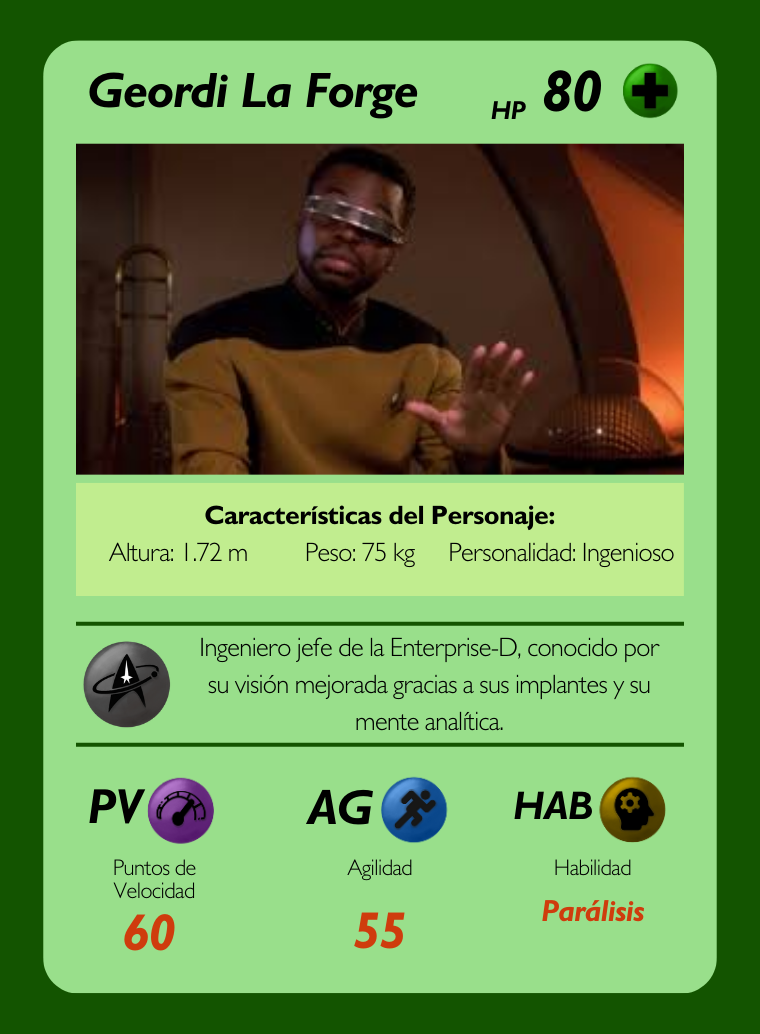 Geordi La Forge
HP 80
Características del Personaje:
Altura: 1.72 m Peso: 75 kg Personalidad: Ingenioso
Ingeniero jefe de la Enterprise-D, conocido por
su visión mejorada gracias a sus implantes y su
mente analítica.
PV AG HAB
Puntos de
Velocidad
Agilidad
Habilidad
60
55
Parálisis